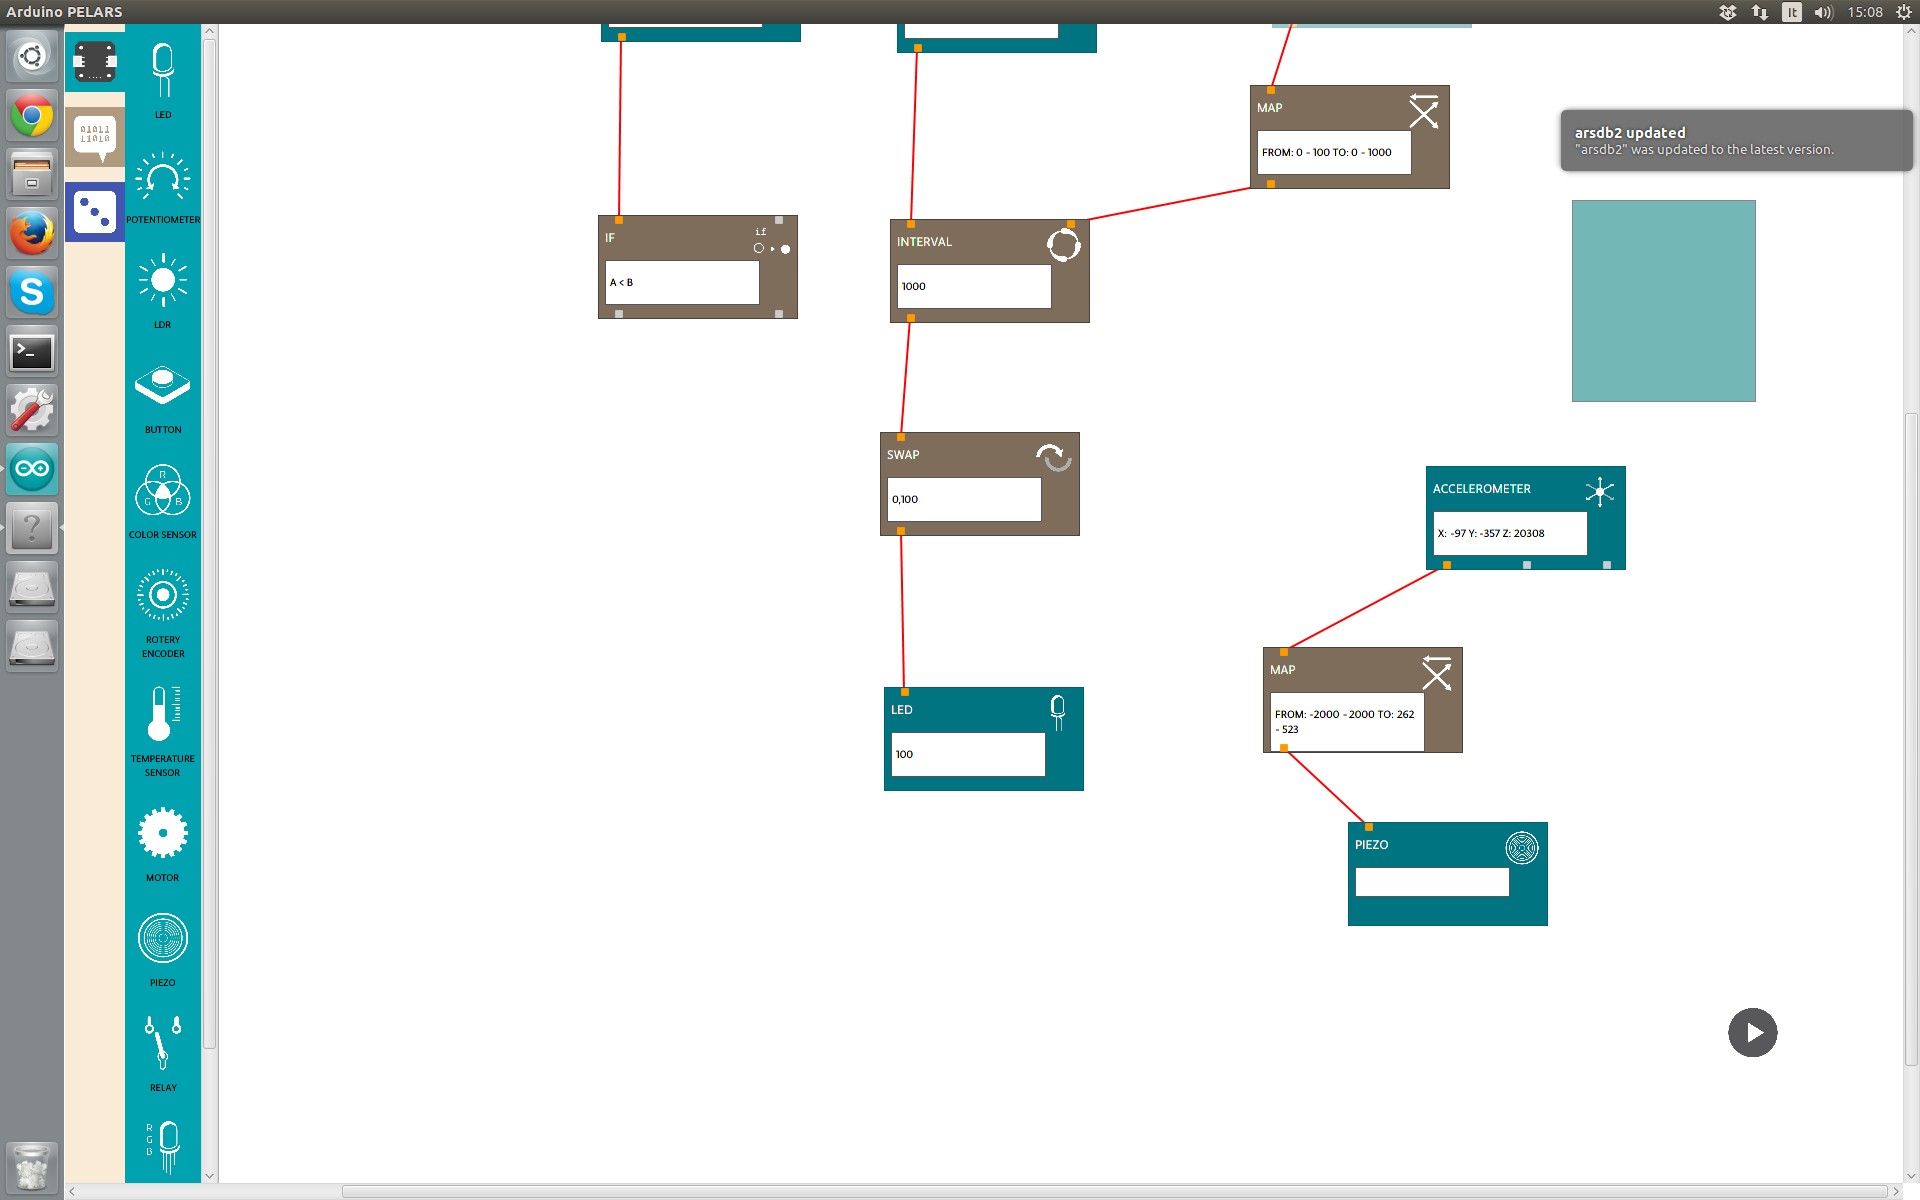 Arduino PELARS
It
15:08
arsdb2 updated
"arsdb2" was updated to the latest version.
01011
11010
LED
POTENTIOMETER
LDR
BUTTON
R
G B
COLOR SENSOR
ROTERY
ENCODER
TEMPERATURE
SENSOR
MOTOR
PIEZO
RELAY
R
G
B
MAP
FROM: 0 - 100 TO: 0 - 1000
IF
if
A < B
INTERVAL
1000
SWAP
0,100
LED
100
ACCELEROMETER
X: -97 Y: -357 Z: 20308
MAP
FROM: -2000 - 2000 TO: 262
- 523
PIEZO